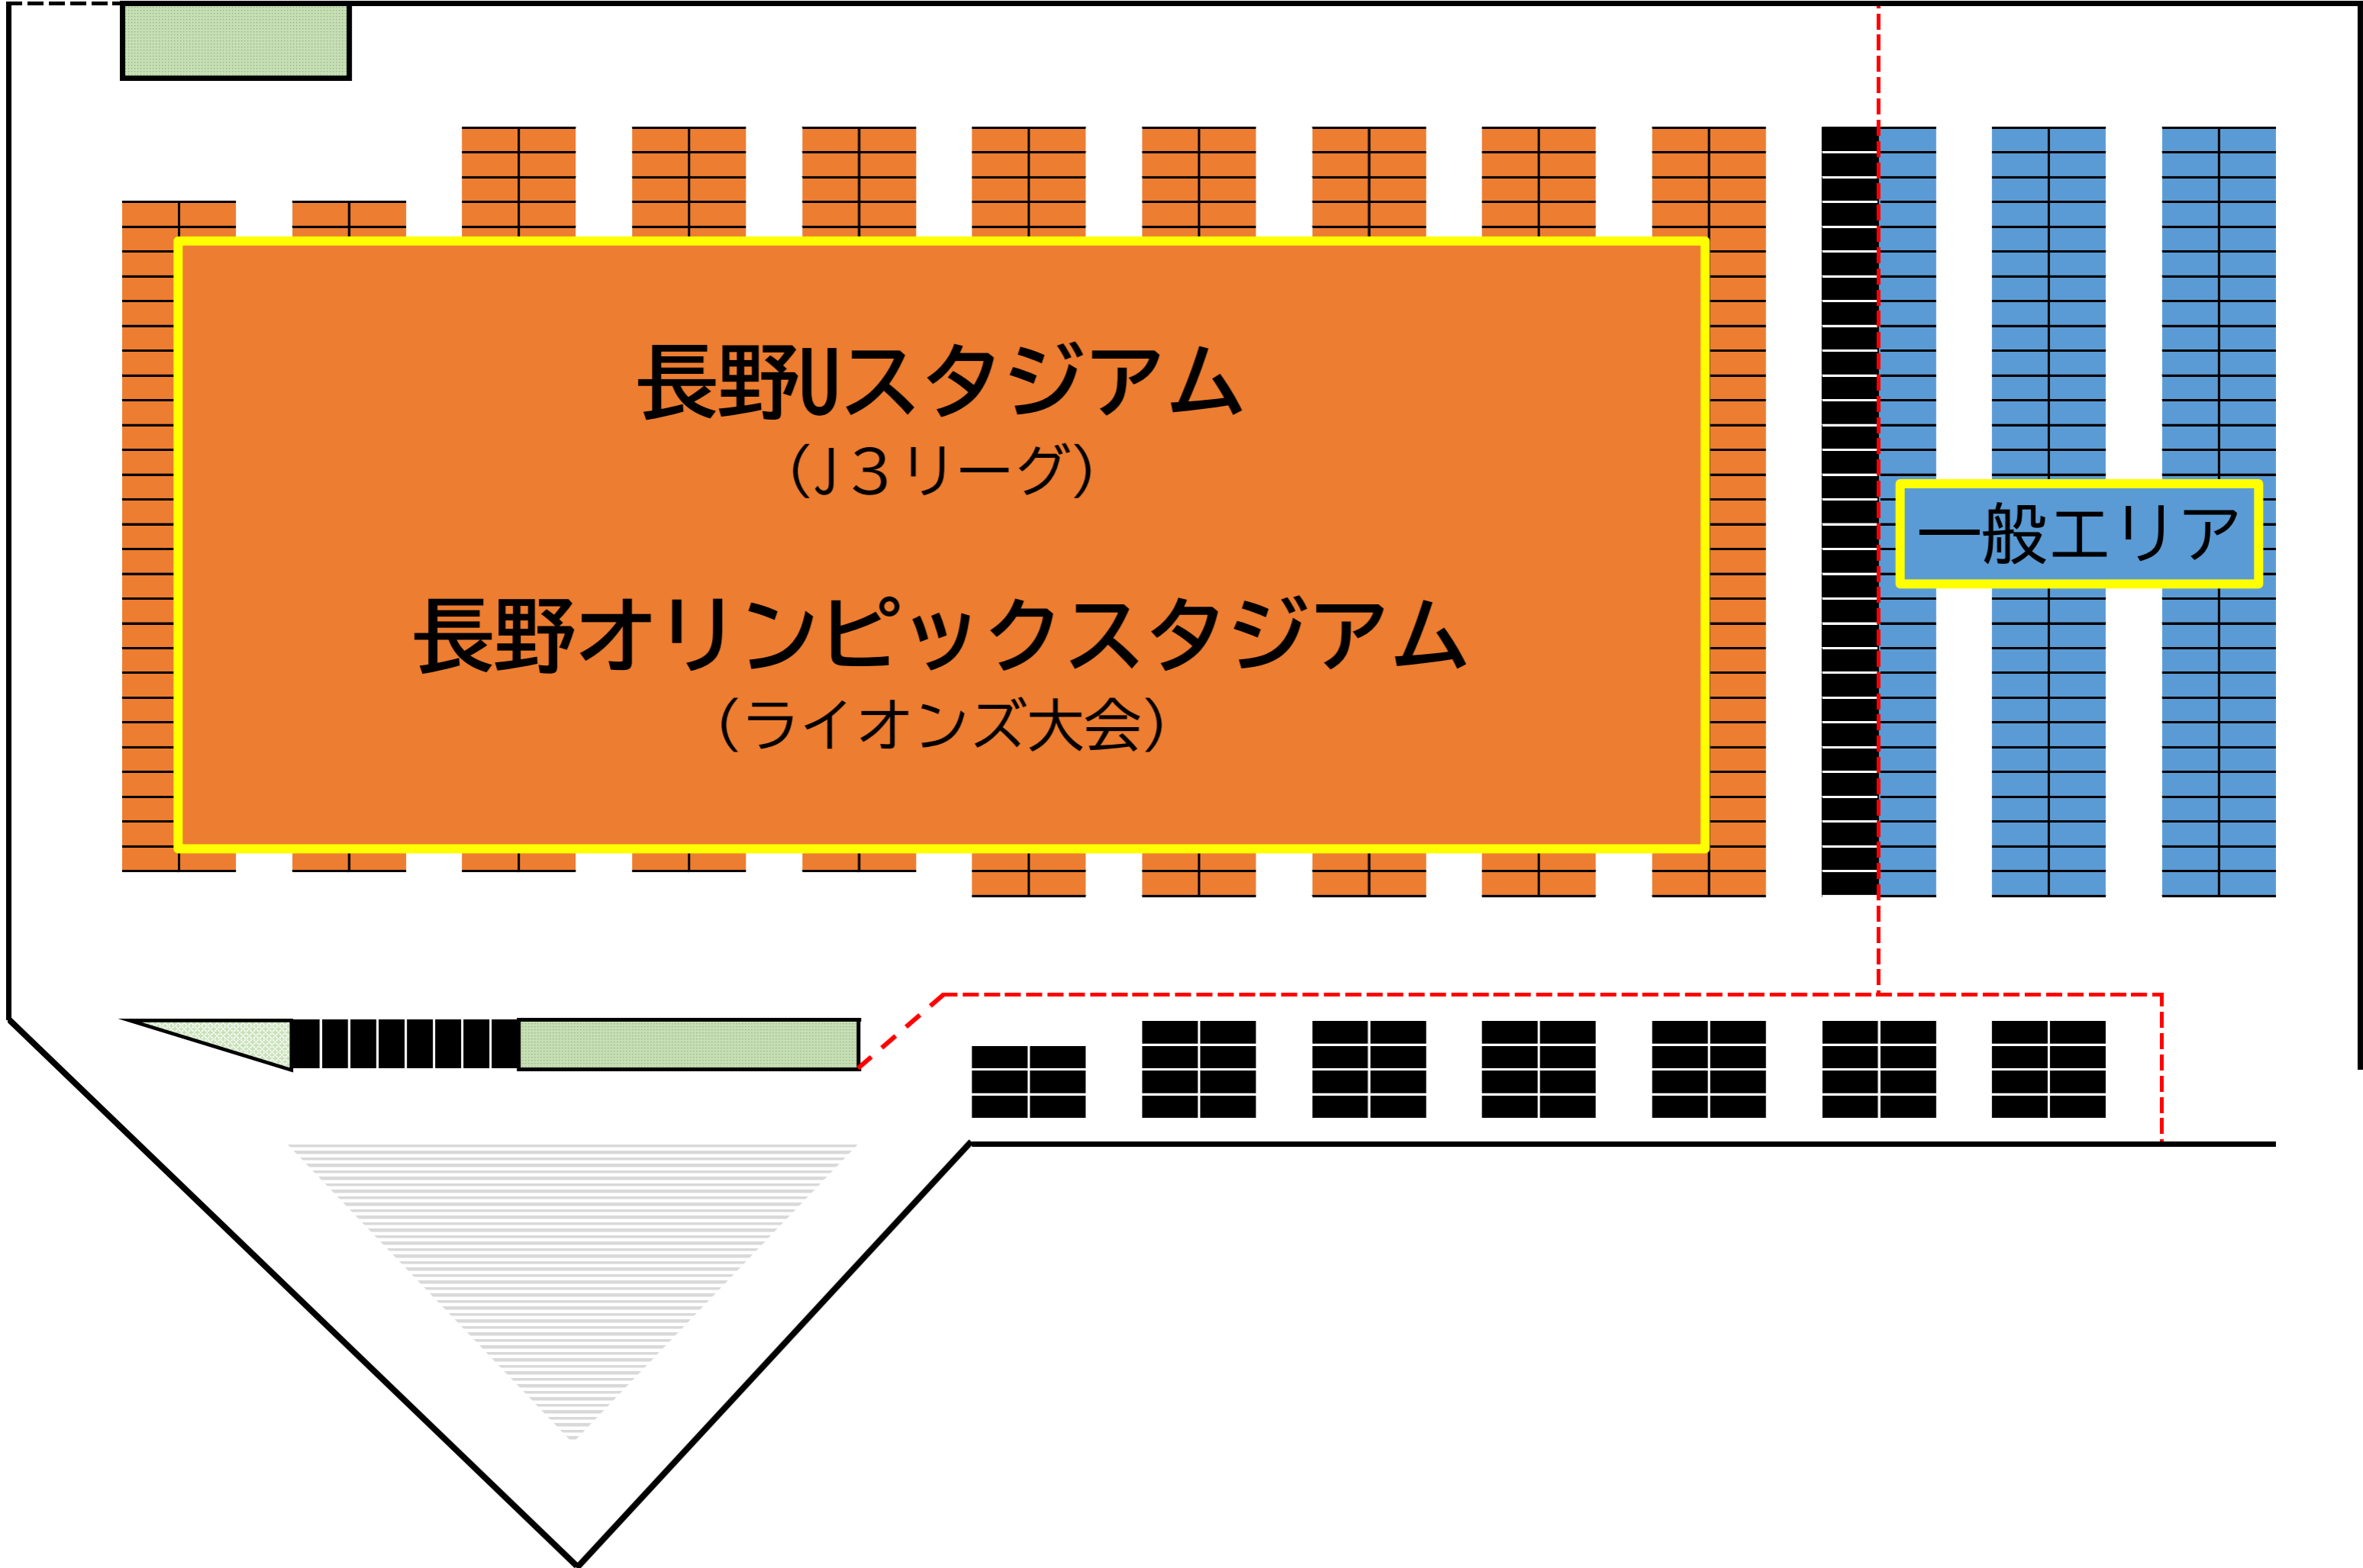 長野Uスタジアム
（Ｊ３リーグ）
長野オリンピックスタジアム
（ライオンズ大会）
一般エリア